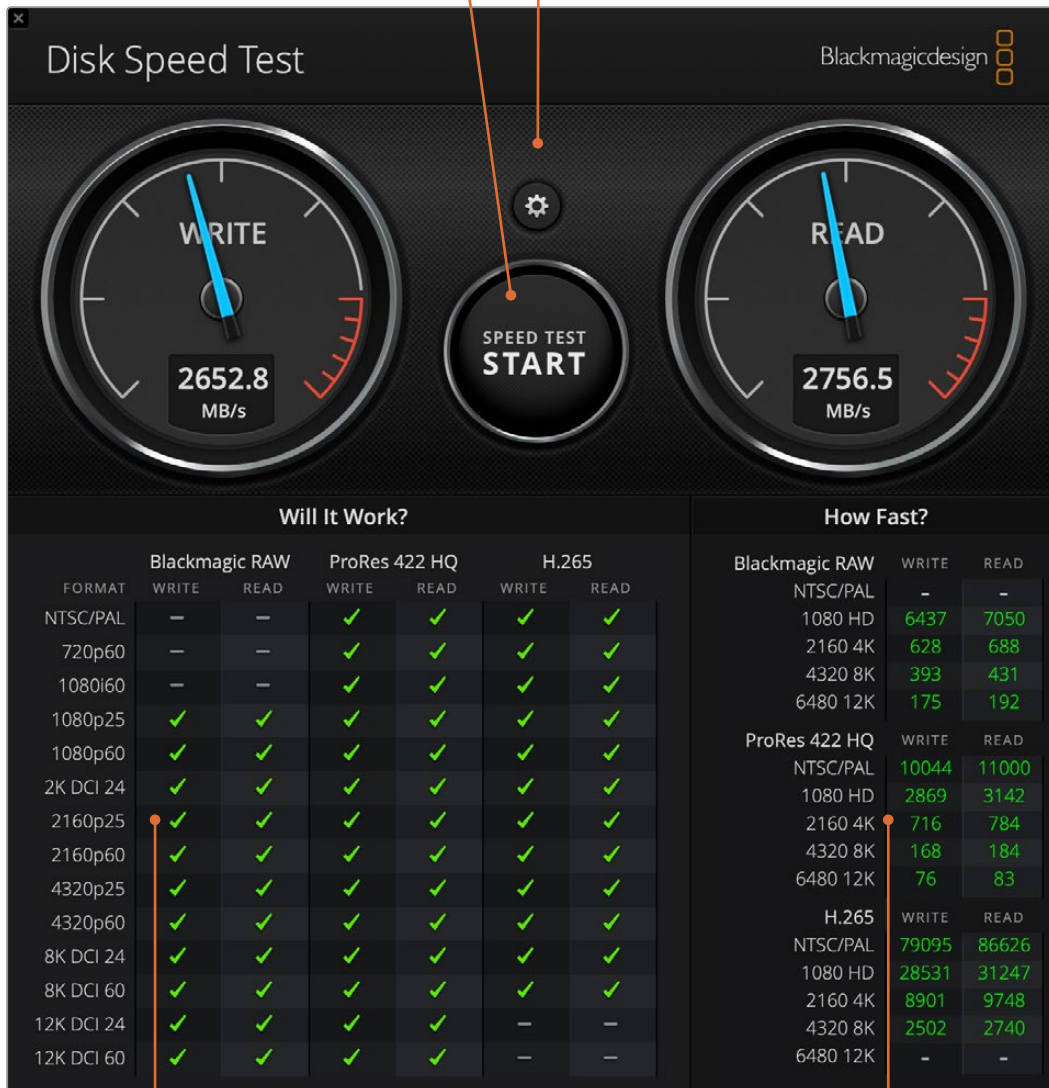 Disk Speed Test
Blackmagicdesign
WRITE
2652.8
MB/s
SPEED TEST
START
READ
2756.5
MB/s
Will It Work?
Blackmagic RAW ProRes 422 HQ H.265
FORMAT WRITE READ WRITE READ WRITE READ
NTSC/PAL – – ✓ ✓ ✓ ✓
720p60 – – ✓ ✓ ✓ ✓
1080i60 – – ✓ ✓ ✓ ✓
1080p25 ✓ ✓ ✓ ✓ ✓ ✓
1080p60 ✓ ✓ ✓ ✓ ✓ ✓
2K DCI 24 ✓ ✓ ✓ ✓ ✓ ✓
2160p25 ✓ ✓ ✓ ✓ ✓ ✓
2160p60 ✓ ✓ ✓ ✓ ✓ ✓
4320p25 ✓ ✓ ✓ ✓ ✓ ✓
4320p60 ✓ ✓ ✓ ✓ ✓ ✓
8K DCI 24 ✓ ✓ ✓ ✓ ✓ ✓
8K DCI 60 ✓ ✓ ✓ ✓ ✓ ✓
12K DCI 24 ✓ ✓ ✓ ✓ – –
12K DCI 60 ✓ ✓ ✓ ✓ – –
How Fast?
Blackmagic RAW WRITE READ
NTSC/PAL - -
1080 HD 6437 7050
2160 4K 628 688
4320 8K 393 431
6480 12K 175 192
ProRes 422 HQ WRITE READ
NTSC/PAL 10044 11000
1080 HD 2869 3142
2160 4K 716 784
4320 8K 168 184
6480 12K 76 83
H.265 WRITE READ
NTSC/PAL 79095 86626
1080 HD 28531 31247
2160 4K 8901 9748
4320 8K 2502 2740
6480 12K - -